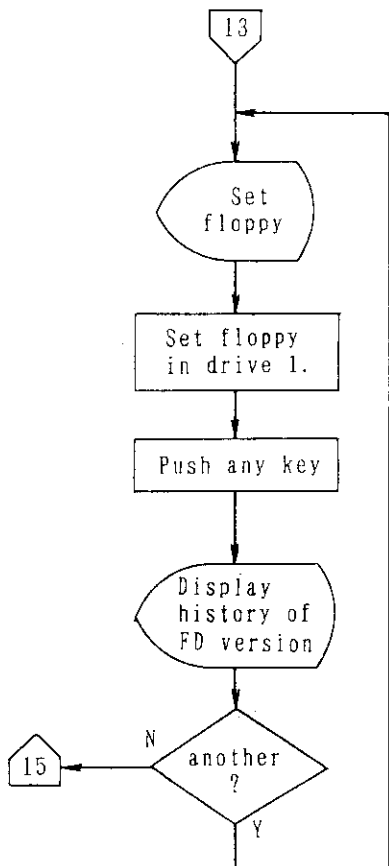 13
Set
floppy
Set floppy
in drive 1.
Push any key
Display
history of
FD version
N
another
?
15
Y